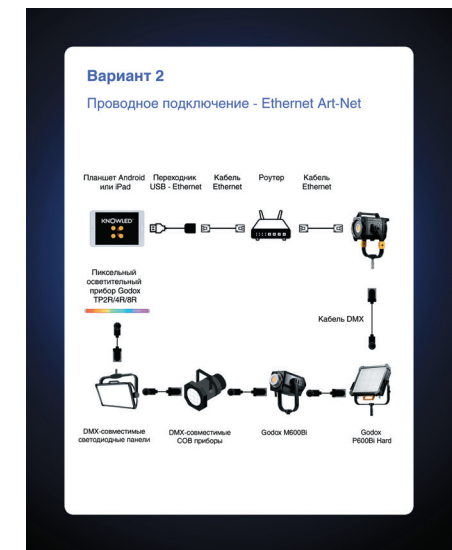 Вариант 2
Проводное подключение - Ethernet Art-Net
Планшет Android
или iPad
Переходник
USB - Ethernet
Кабель
Ethernet
Роутер
Кабель
Ethernet
KNOWLED
Пиксельный
осветительный
прибор Godox
TP2R/4R/8R
Кабель DMX
DMX-совместимые
светодиодные панели
DMX-совместимые
COB приборы
Godox M600Bi
Godox
P600Bi Hard